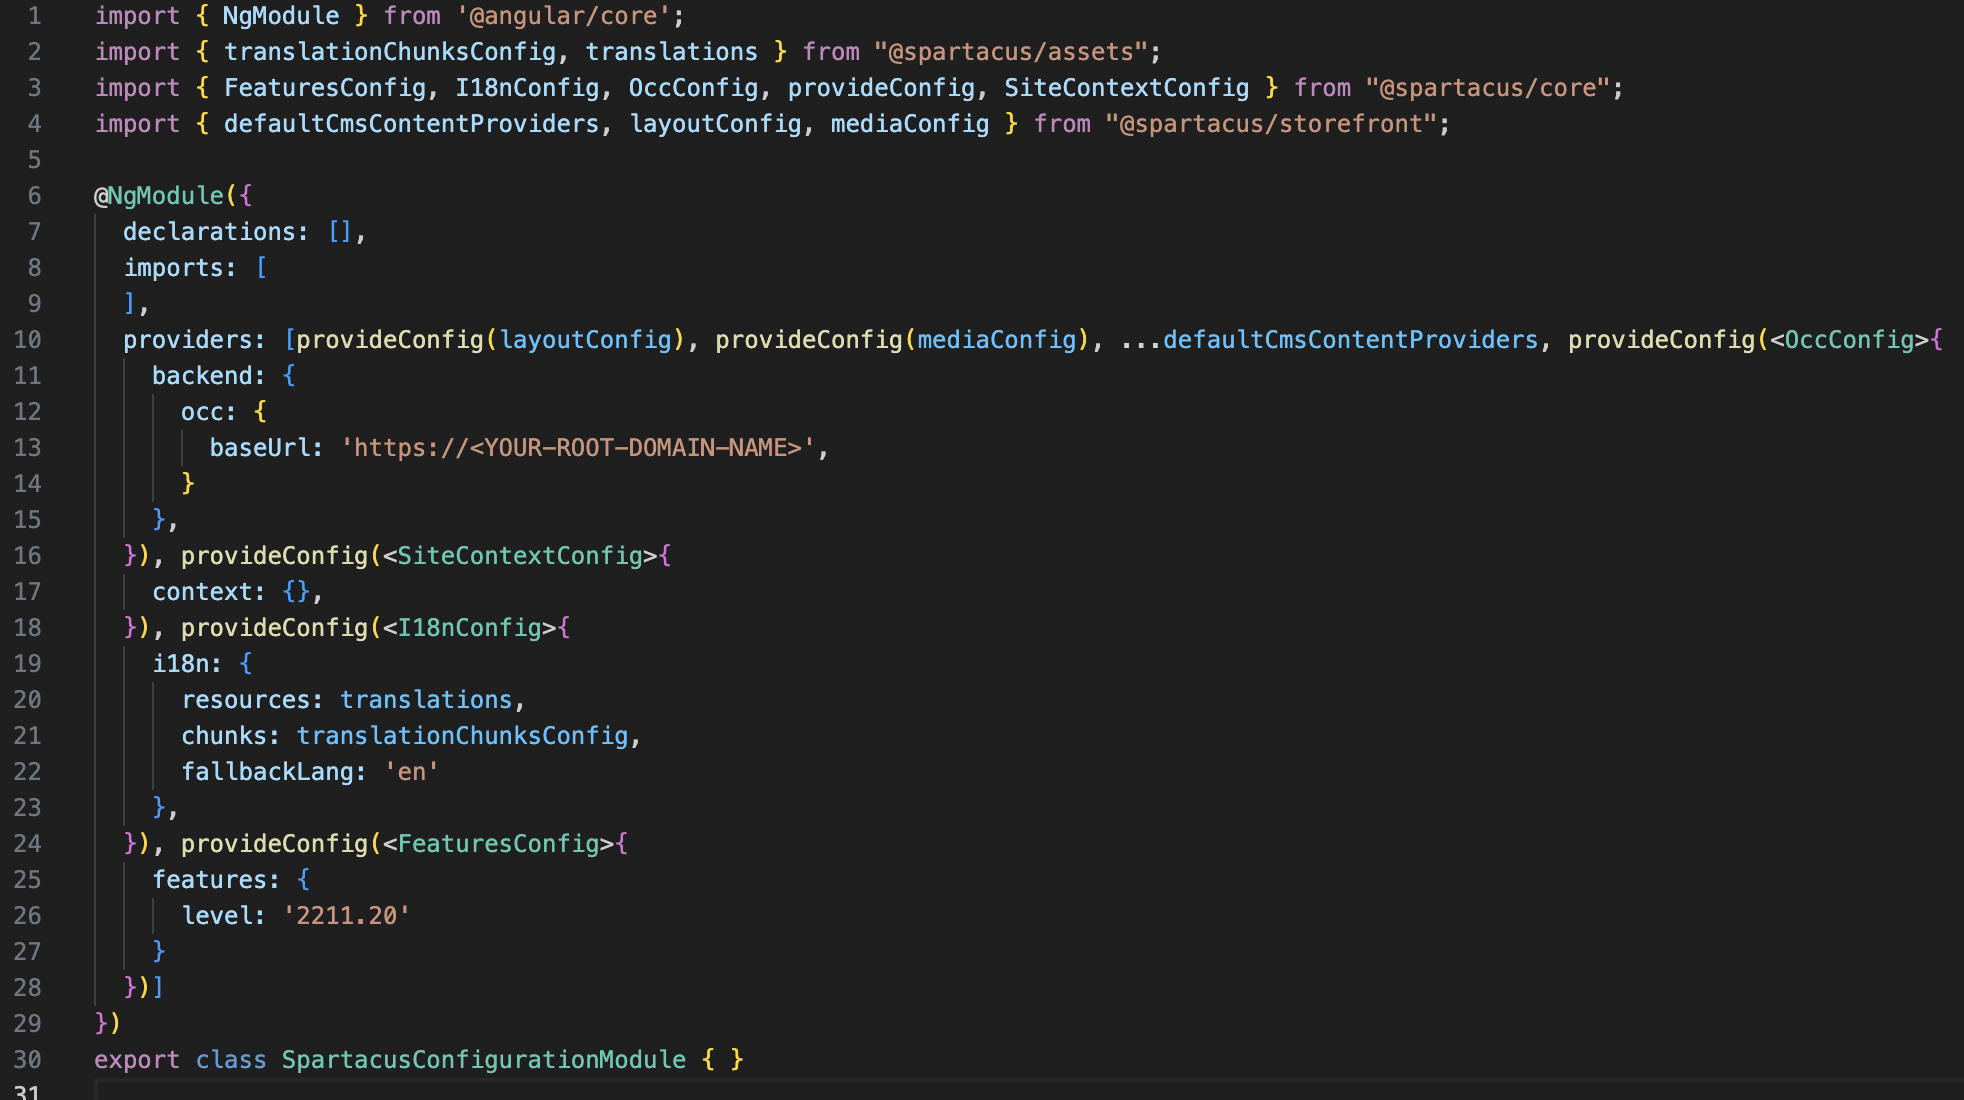 1 import { NgModule } from '@angular/core';
2 import { translationChunksConfig, translations } from "@spartacus/assets";
3 import { FeaturesConfig, I18nConfig, OccConfig, provideConfig, SiteContextConfig } from "@spartacus/core";
4 import { defaultCmsContentProviders, layoutConfig, mediaConfig } from "@spartacus/storefront";
5
6 @NgModule({
7   declarations: [],
8   imports: [
9   ],
10   providers: [provideConfig(layoutConfig), provideConfig(mediaConfig), ...defaultCmsContentProviders, provideConfig(<OccConfig>{
11     backend: {
12       occ: {
13         baseUrl: 'https://<YOUR-ROOT-DOMAIN-NAME>',
14       }
15     },
16   }), provideConfig(<SiteContextConfig>{
17     context: {},
18   }), provideConfig(<I18nConfig>{
19     i18n: {
20       resources: translations,
21       chunks: translationChunksConfig,
22       fallbackLang: 'en'
23     },
24   }), provideConfig(<FeaturesConfig>{
25     features: {
26       level: '2211.20'
27     }
28   })]
29 })
30 export class SpartacusConfigurationModule { }
31